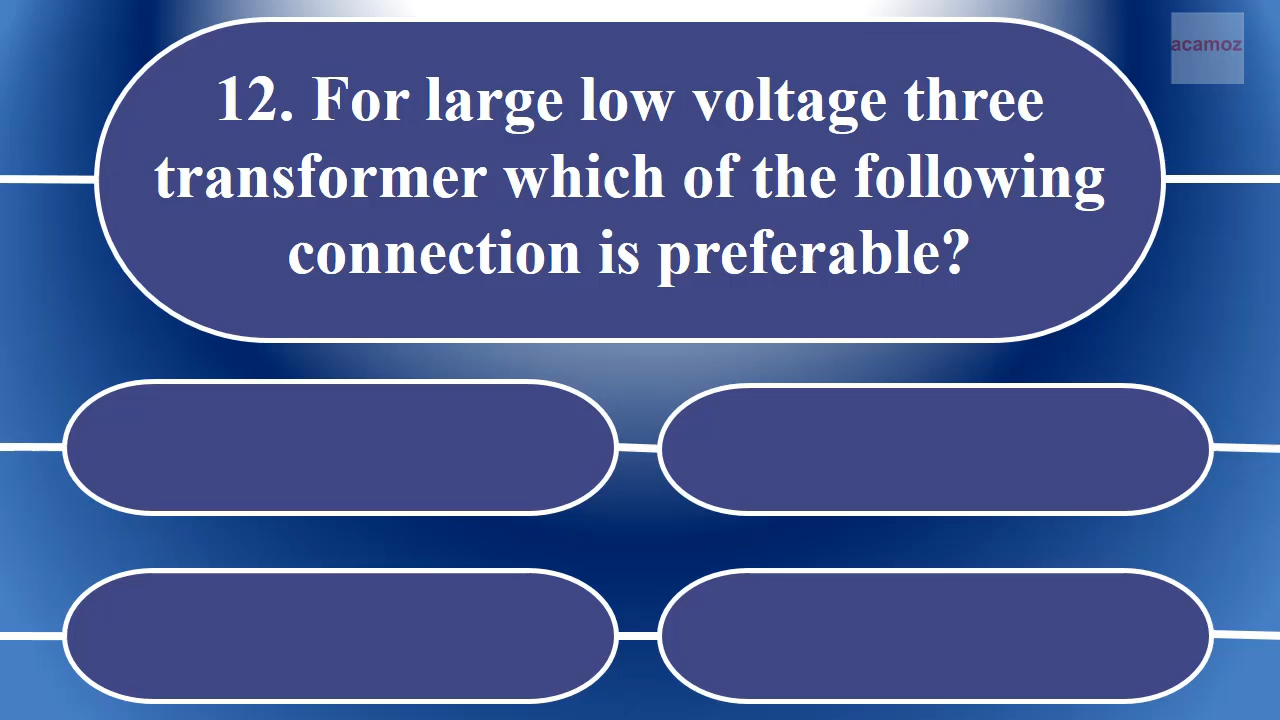 acamoz
12. For large low voltage three
transformer which of the following
connection is preferable?